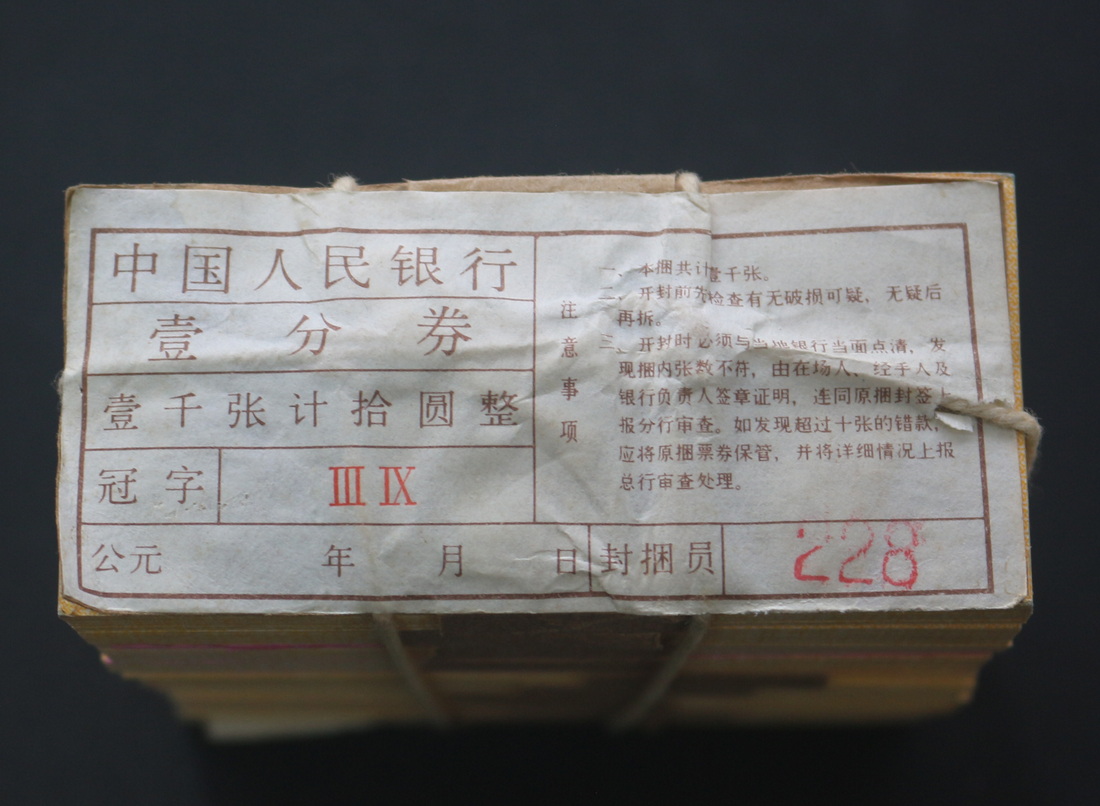 中国人民银行
壹分券
壹千张计拾圆整
冠字 III IX
公元 年 月 日
封捆员 228
注意事项
一、本捆共计壹千张。
二、开封前先检查有无破损可疑，无疑后
再拆。
三、开封时必须与当地银行当面点清，发
现捆内张数不符，由在场人、经手人及
银行负责人签章证明，连同原捆封签上
报分行审查。如发现超过十张的错款，
应将原捆票券保管，并将详细情况上报
总行审查处理。